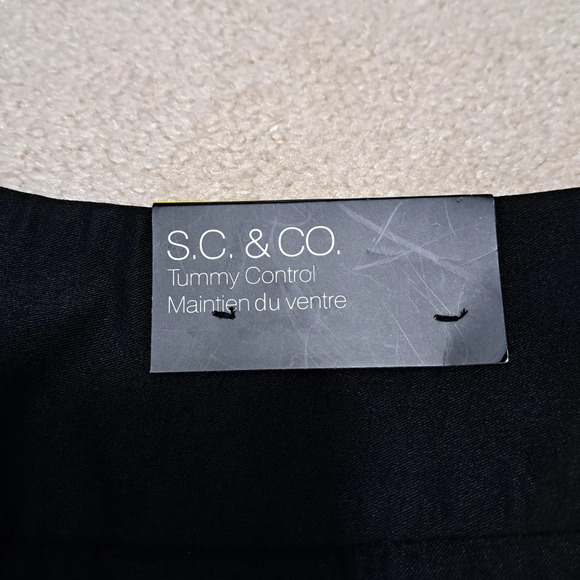 S.C. & CO.
Tummy Control
Maintien du ventre